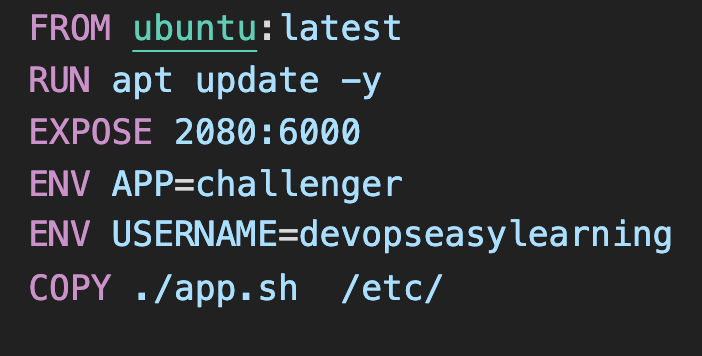 FROM ubuntu:latest
RUN apt update -y
EXPOSE 2080:6000
ENV APP=challenger
ENV USERNAME=devopseasylearning
COPY ./app.sh  /etc/